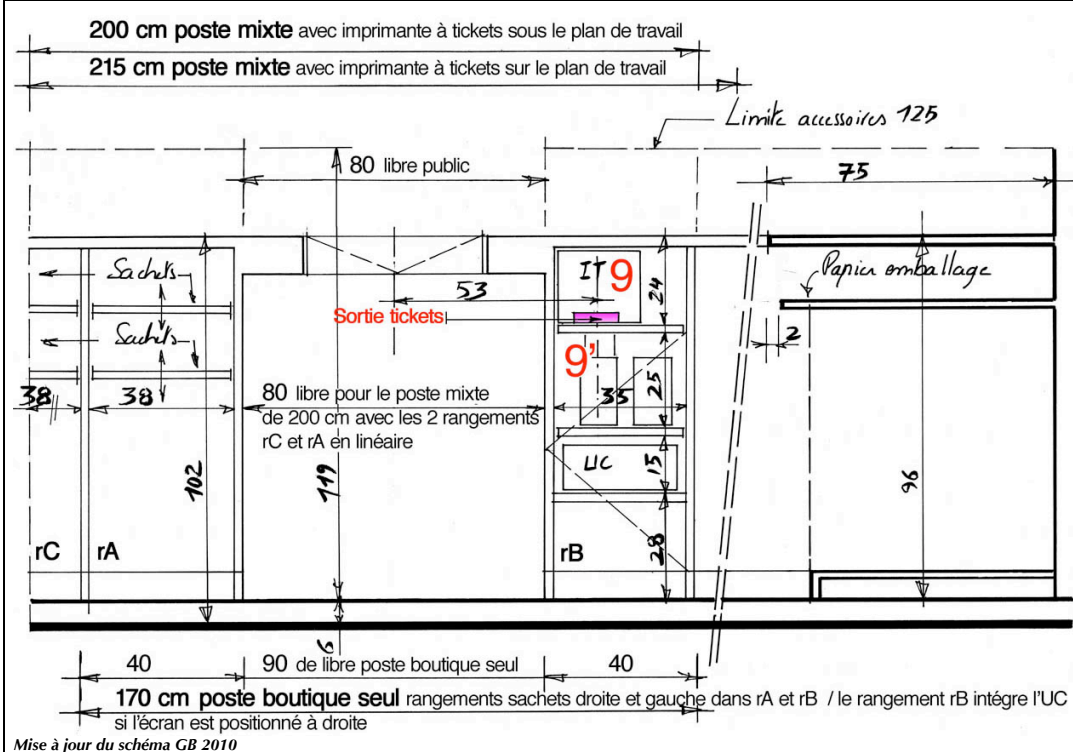 200 cm poste mixte avec imprimante à tickets sous le plan de travail
215 cm poste mixte avec imprimante à tickets sur le plan de travail
Limite accessoires 125
80 libre public
75
Sachets
IT 9
24
Papier emballage
53
Sortie tickets
2
Sachets
9'
38
38
80 libre pour le poste mixte
de 200 cm avec les 2 rangements
rC et rA en linéaire
35
25
102
119
UC
15
96
rC
rA
rB
28
6
40
90 de libre poste boutique seul
40
170 cm poste boutique seul rangements sachets droite et gauche dans rA et rB / le rangement rB intégre l'UC
si l'écran est positionné à droite
Mise à jour du schéma GB 2010